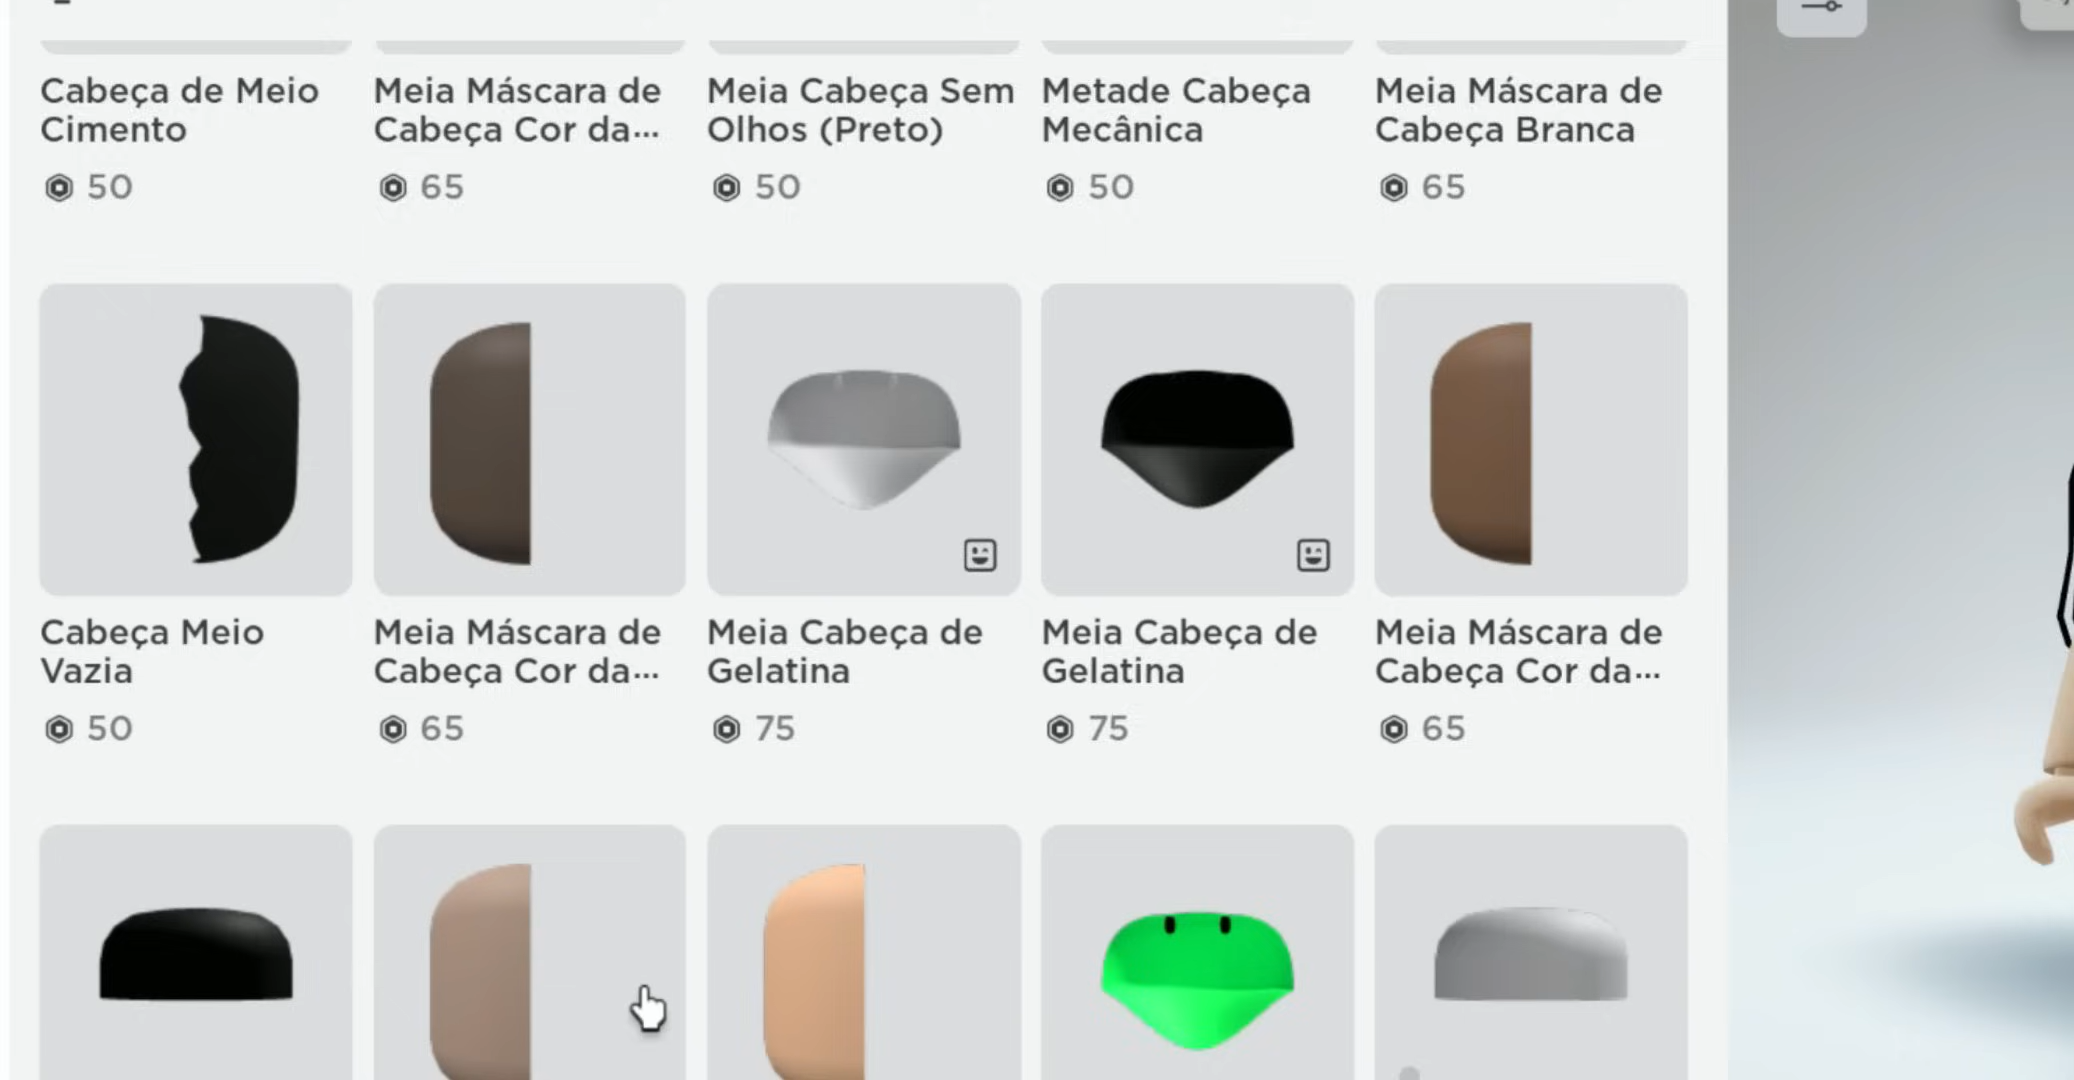 Cabeça de Meio
Cimento
50
Meia Máscara de
Cabeça Cor da...
65
Meia Cabeça Sem
Olhos (Preto)
50
Metade Cabeça
Mecânica
50
Meia Máscara de
Cabeça Branca
65
Cabeça Meio
Vazia
50
Meia Máscara de
Cabeça Cor da...
65
Meia Cabeça de
Gelatina
75
Meia Cabeça de
Gelatina
75
Meia Máscara de
Cabeça Cor da...
65